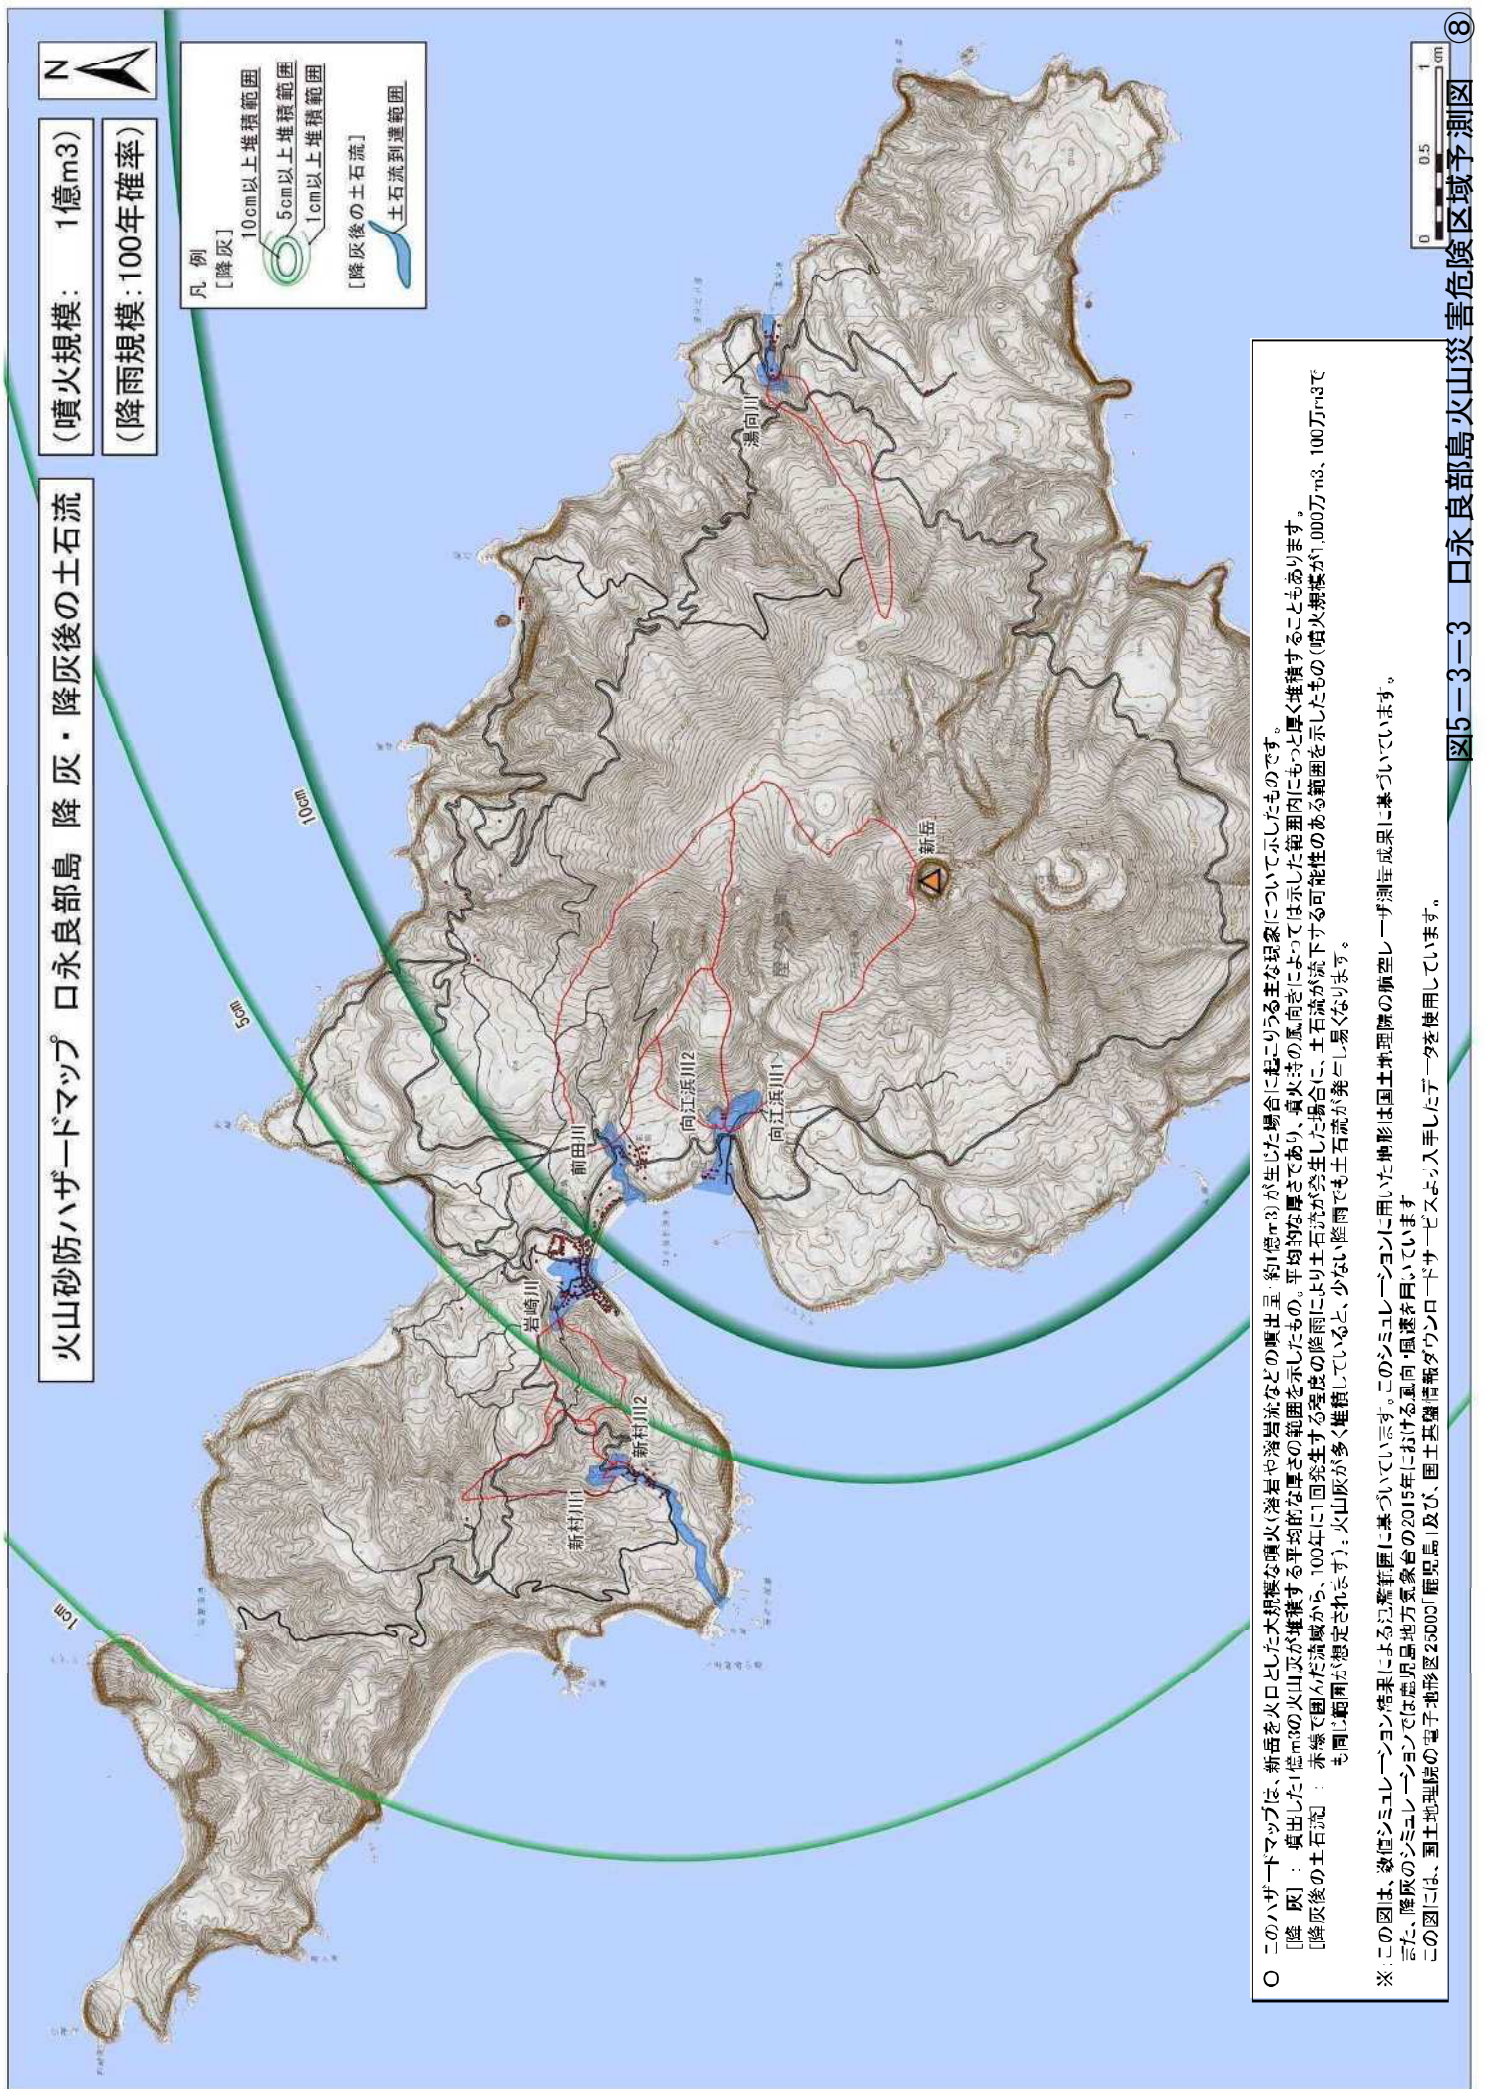 火山砂防ハザードマップ 口永良部島 降 灰・降灰後の土石流
(噴火規模: 1億m3)
(降雨規模:100年確率)
N
凡 例
[降灰]
10cm以上堆積範囲
5cm以上堆積範囲
1cm以上堆積範囲
[降灰後の土石流]
土石流到達範囲
1cm
5cm
10cm
湯向川
前田川
岩崎川
向江浜川2
向江浜川1
新村川2
新村川1
新岳
0 0.5 1
○ このハザードマップは、新岳を火口とした大規模な噴火(溶岩や溶岩流などの噴出量:約1億m3)が生じた場合に起こりうる主な現象について示したものです。
[降 灰] : 噴出した1億m3の火山灰が堆積する平均的な厚さの範囲を示したもの。平均的な厚さであり、噴火時の風向きによっては示した範囲内にもっと厚く堆積することもあります。
[降灰後の土石流] : 赤線で囲んだ流域から、100年に1回発生する程度の降雨により土石流が発生した場合に、土石流が流下する可能性のある範囲を示したもの(噴火規模が1,000万m3、100万m3で
も同じ範囲が想定されます)。火山灰が多く堆積していると、少ない降雨でも土石流が発生し易くなります。
※:この図は、数値シミュレーション結果による氾濫範囲に基づいています。このシミュレーションに用いた地形は国土地理院の航空レーザ測量成果に基づいています。
また、降灰のシミュレーションでは鹿児島地方気象台の2015年における風向・風速を用いています
この図には、国土地理院の電子地形図25000「鹿児島」及び、国土基盤情報ダウンロードサービスより入手したデータを使用しています。
図5-3-3 口永良部島火山災害危険区域予測図 ⑧